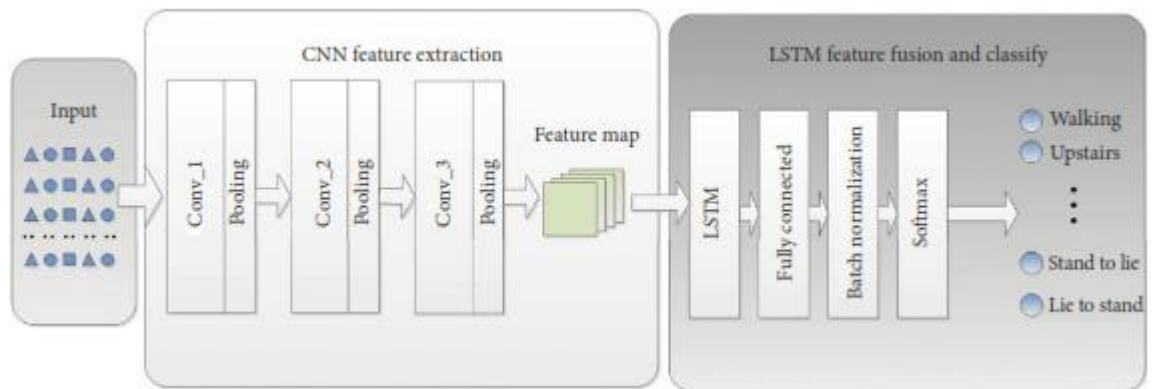 CNN feature extraction
LSTM feature fusion and classify
Input
Conv_1
Pooling
Conv_2
Pooling
Conv_3
Pooling
Feature map
LSTM
Fully connected
Batch normalization
Softmax
Walking
Upstairs
Stand to lie
Lie to stand